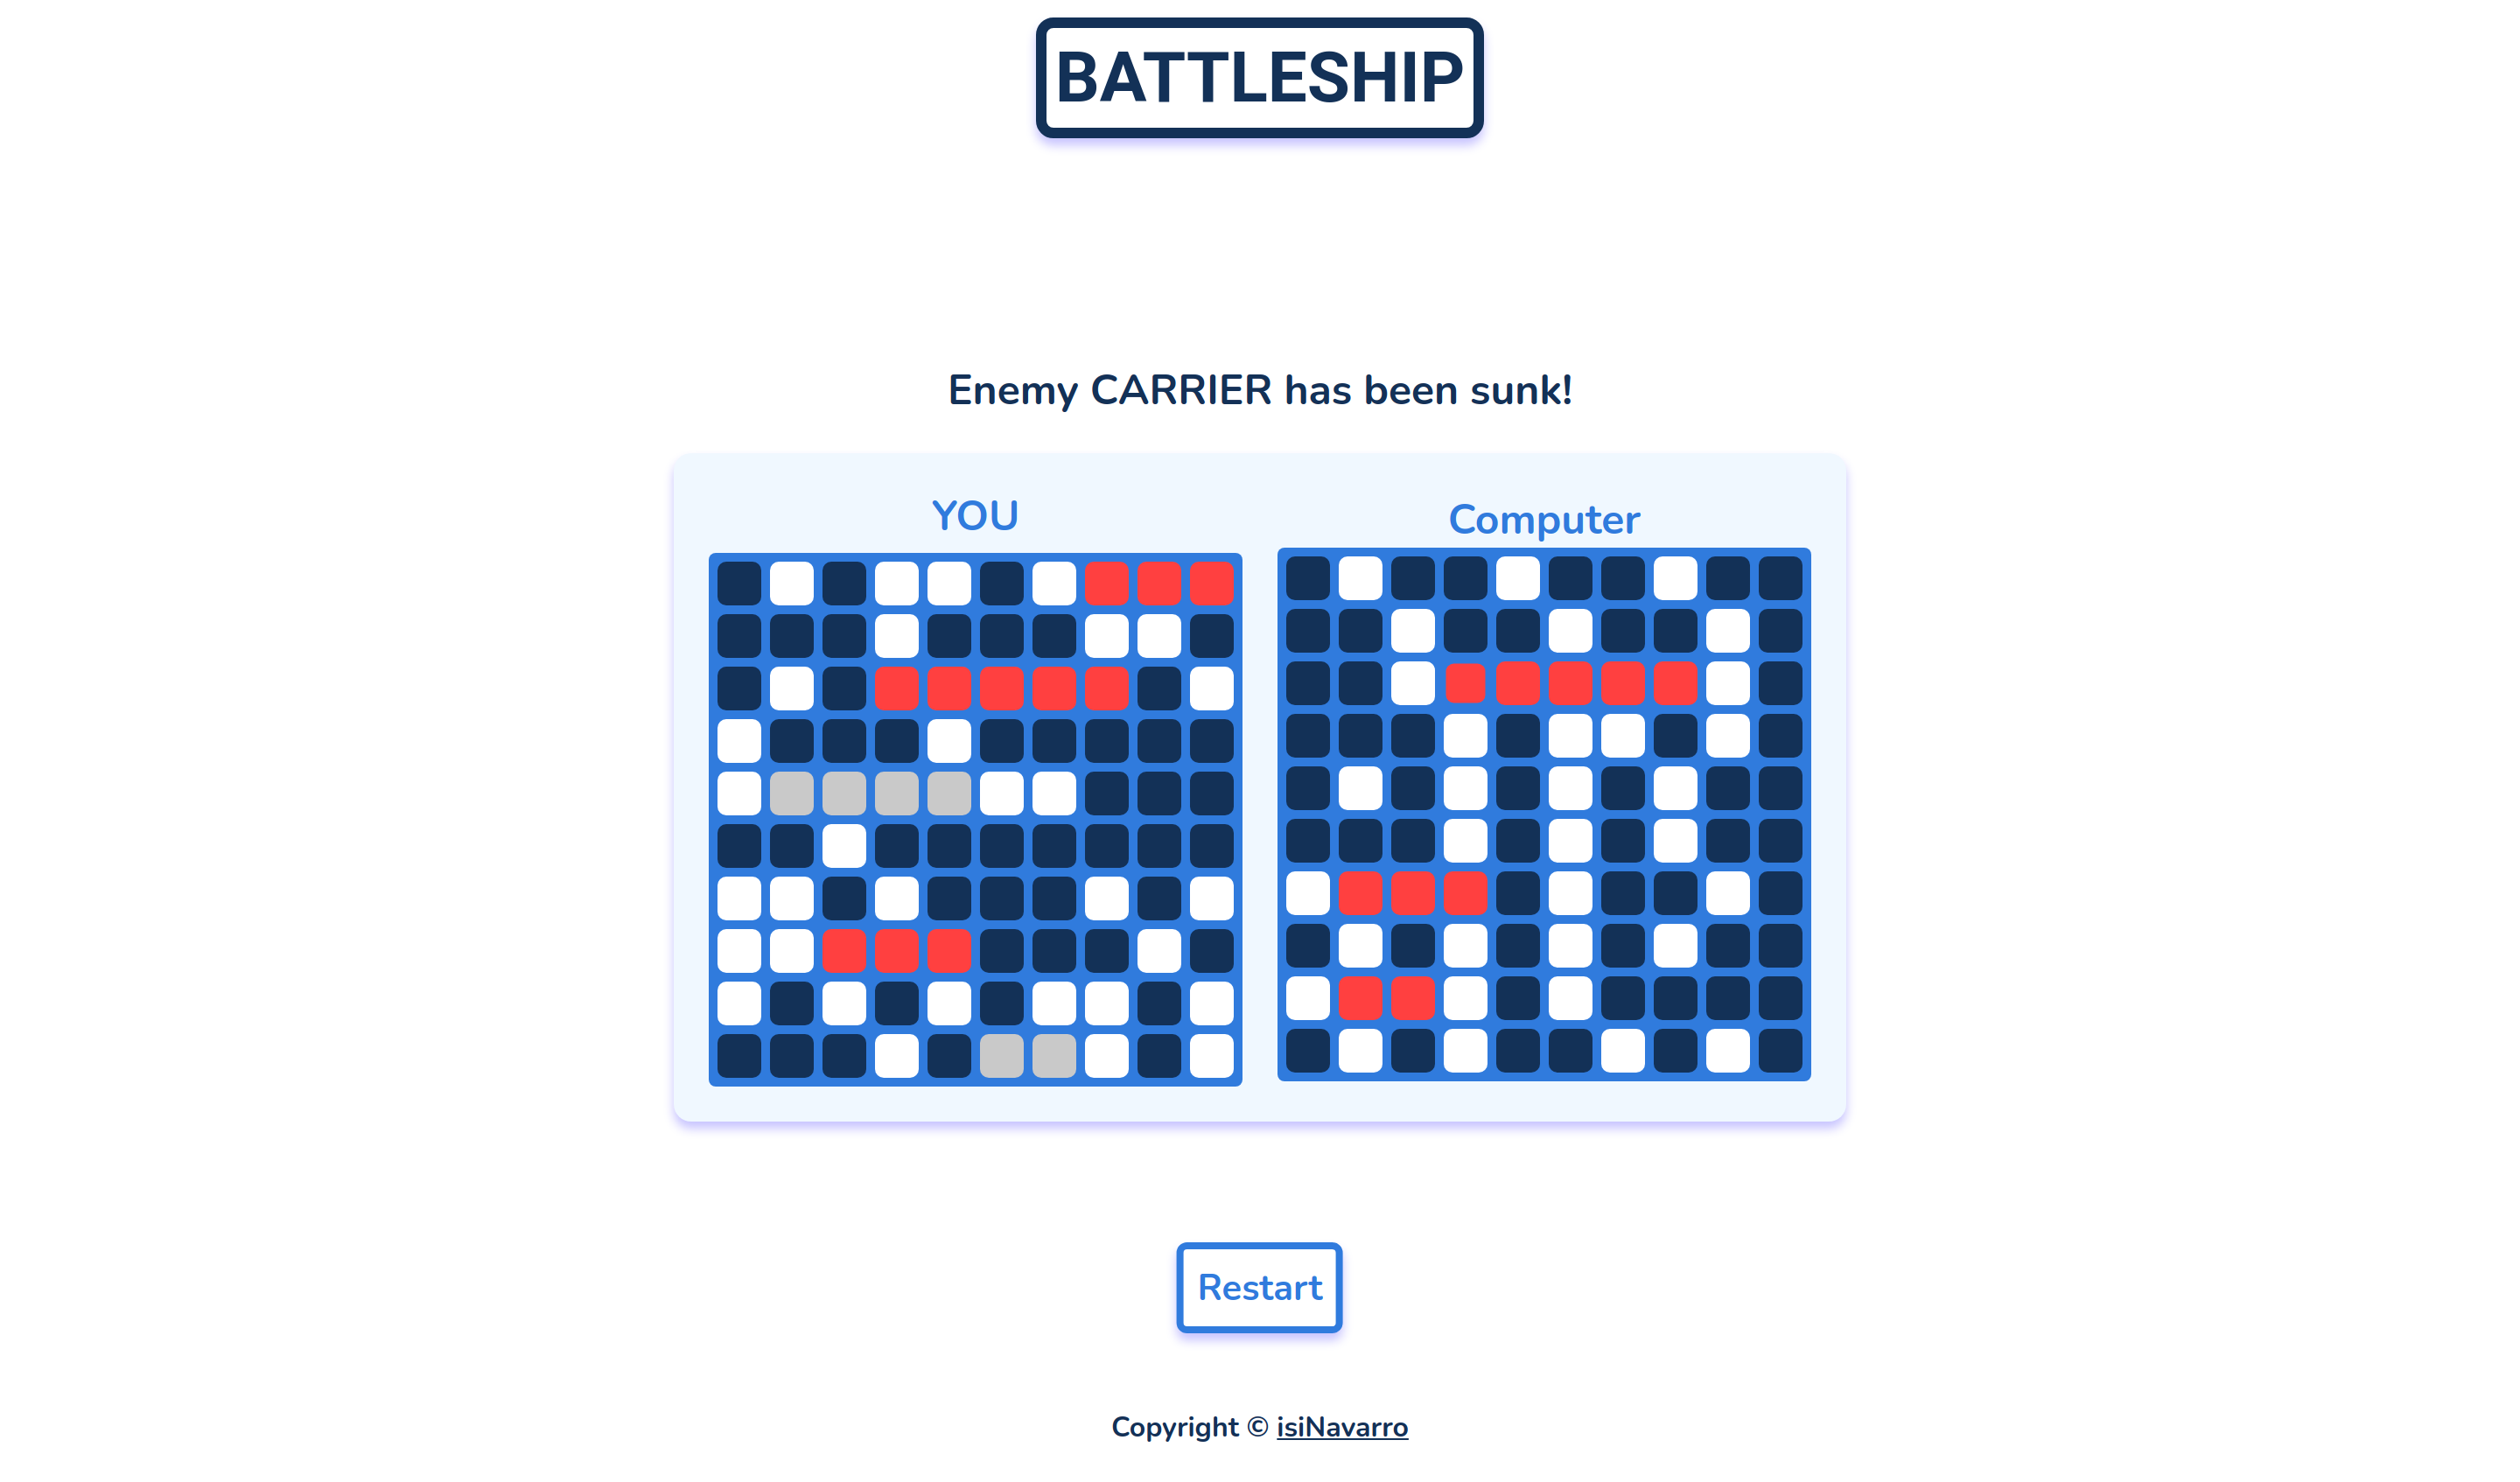 BATTLESHIP
Enemy CARRIER has been sunk!
YOU
Computer
Restart
Copyright © isiNavarro